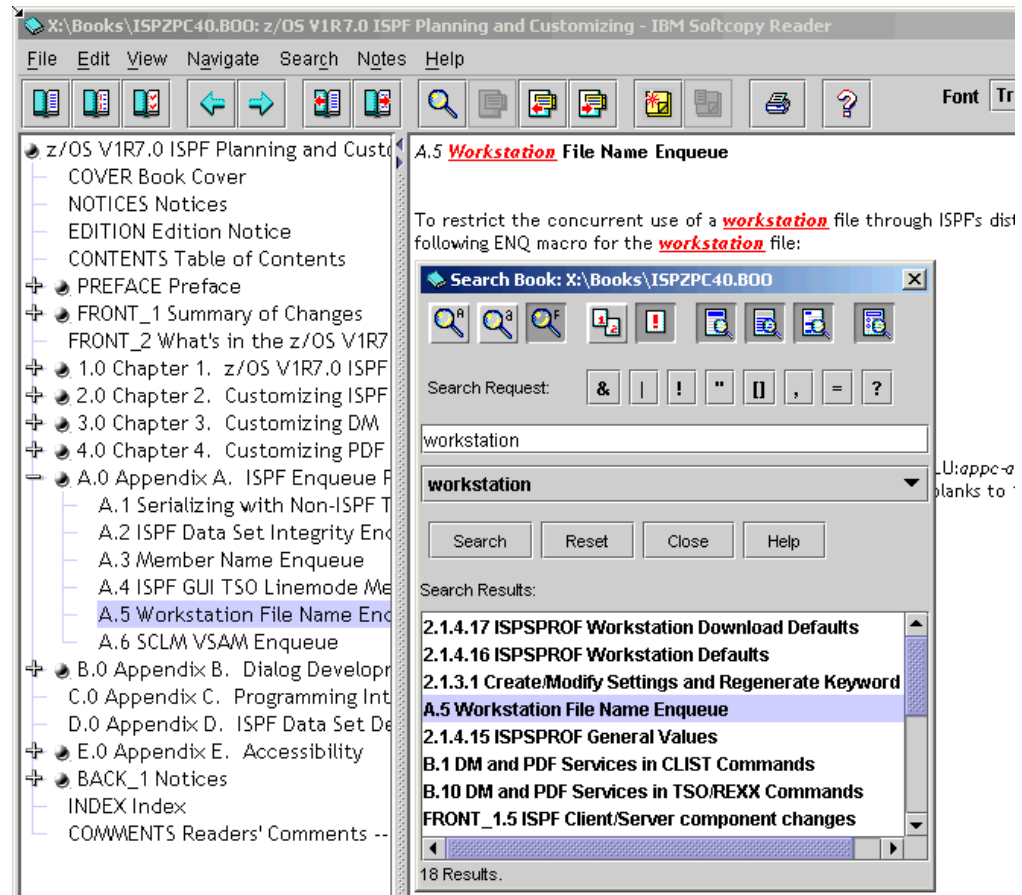 X:\Books\ISPZPC40.BOO: z/OS V1R7.0 ISPF Planning and Customizing - IBM Softcopy Reader
File Edit View Navigate Search Notes Help
Font Tr
z/OS V1R7.0 ISPF Planning and Custo
COVER Book Cover
NOTICES Notices
EDITION Edition Notice
CONTENTS Table of Contents
PREFACE Preface
FRONT_1 Summary of Changes
FRONT_2 What's in the z/OS V1R7
1.0 Chapter 1. z/OS V1R7.0 ISPF
2.0 Chapter 2. Customizing ISPF
3.0 Chapter 3. Customizing DM
4.0 Chapter 4. Customizing PDF
A.0 Appendix A. ISPF Enqueue P
A.1 Serializing with Non-ISPF T
A.2 ISPF Data Set Integrity Enq
A.3 Member Name Enqueue
A.4 ISPF GUI TSO Linemode Me
A.5 Workstation File Name Enq
A.6 SCLM VSAM Enqueue
B.0 Appendix B. Dialog Developr
C.0 Appendix C. Programming Int
D.0 Appendix D. ISPF Data Set De
E.0 Appendix E. Accessibility
BACK_1 Notices
INDEX Index
COMMENTS Readers' Comments --
A.5 Workstation File Name Enqueue
To restrict the concurrent use of a workstation file through ISPF's dist
following ENQ macro for the workstation file:
LU:appc-a
blanks to
Search Book: X:\Books\ISPZPC40.BOO
Search Request: & | ! " [] , = ?
workstation
workstation
Search Reset Close Help
Search Results:
2.1.4.17 ISPSPROF Workstation Download Defaults
2.1.4.16 ISPSPROF Workstation Defaults
2.1.3.1 Create/Modify Settings and Regenerate Keyword
A.5 Workstation File Name Enqueue
2.1.4.15 ISPSPROF General Values
B.1 DM and PDF Services in CLIST Commands
B.10 DM and PDF Services in TSO/REXX Commands
FRONT_1.5 ISPF Client/Server component changes
18 Results.